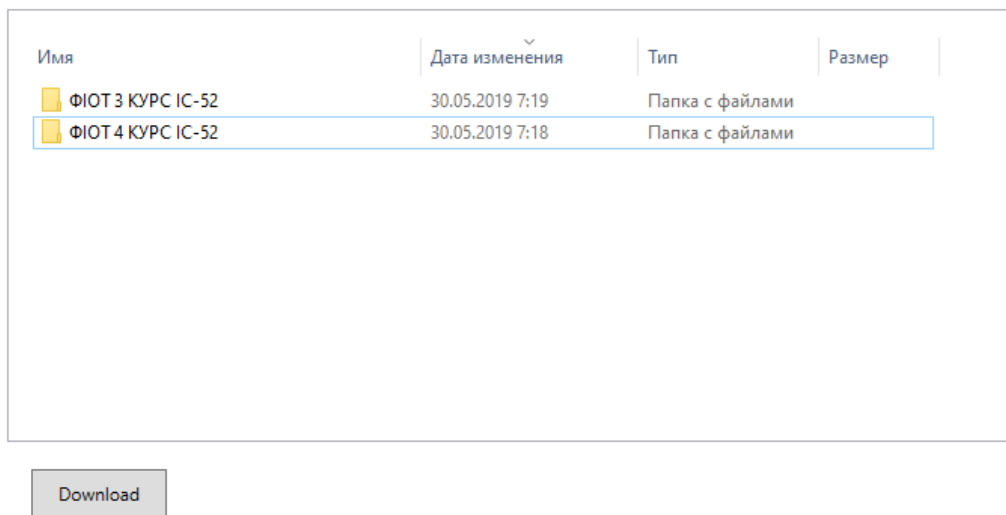 Имя Дата изменения Тип Размер
ФІОТ 3 КУРС ІС-52 30.05.2019 7:19 Папка с файлами
ФІОТ 4 КУРС ІС-52 30.05.2019 7:18 Папка с файлами
Download